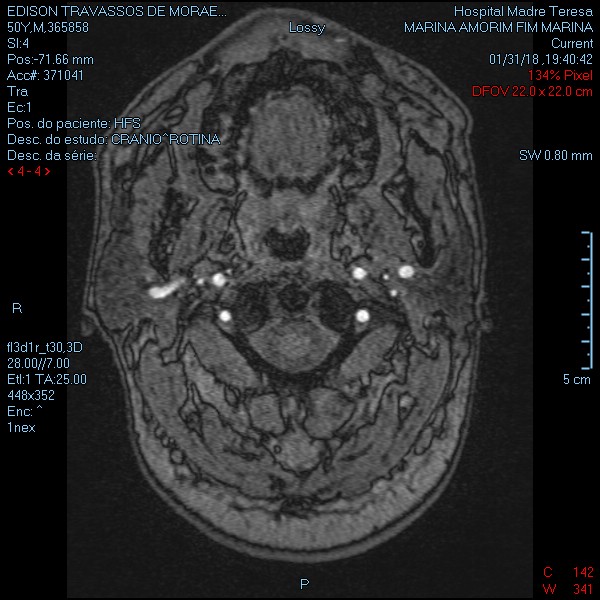 EDISON TRAVASSOS DE MORAE...
50Y,M,365858
Sl:4
Pos:-71.66 mm
Acc#: 371041
Tra
Ec:1
Pos. do paciente: HFS
Desc. do estudo: CRANIO^ROTINA
Desc. da série:
< 4 - 4 >
Lossy
Hospital Madre Teresa
MARINA AMORIM FIM MARINA
Current
01/31/18 ,19:40:42
134% Pixel
DFOV 22.0 x 22.0 cm
SW 0.80 mm
R
5 cm
fl3d1r_t30,3D
28.00//7.00
Etl:1 TA:25.00
448x352
Enc: ^
1nex
P
C 142
W 341